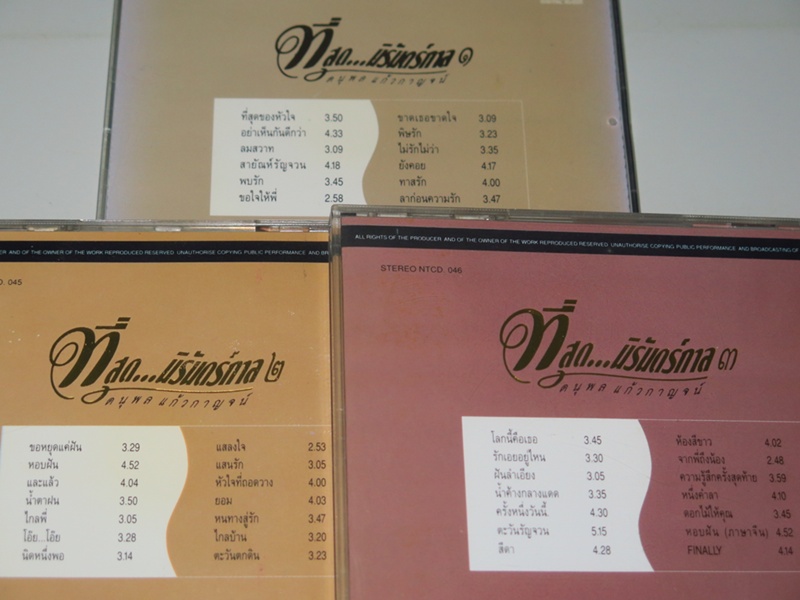 ที่สุด...นิรันดร์กาล ๑
ดนุพล แก้วกาญจน์
ที่สุดของหัวใจ 3.50
อย่าเห็นกันดีกว่า 4.33
ลมสวาท 3.09
สายัณห์รัญจวน 4.18
พบรัก 3.45
ขอใจให้พี่ 2.58
ขาดเธอขาดใจ 3.09
พิษรัก 3.23
ไม่รักไม่ว่า 3.35
ยังคอย 4.17
ทาสรัก 4.00
ลาก่อนความรัก 3.47
ER AND OF THE OWNER OF THE WORK REPRODUCED RESERVED. UNAUTHORISE COPYING, PUBLIC PERFORMANCE AND BRO
D. 045
ที่สุด...นิรันดร์กาล ๒
ดนุพล แก้วกาญจน์
ขอหยุดแค่ฝัน 3.29
หอบฝัน 4.52
และแล้ว 4.04
น้ำตาฝน 3.50
ไกลพี่ 3.05
โอ๊ย...โอ๊ย 3.28
นิดหนึ่งพอ 3.14
แสลงใจ 2.53
แสนรัก 3.05
หัวใจที่ถอดวาง 4.00
ยอม 4.03
หนทางสู่รัก 3.47
ไกลบ้าน 3.20
ตะวันตกดิน 3.23
ALL RIGHTS OF THE PRODUCER AND OF THE OWNER OF THE WORK REPRODUCED RESERVED. UNAUTHORISE COPYING, PUBLIC PERFORMANCE AND BROADCASTING OF
STEREO NTCD. 046
ที่สุด...นิรันดร์กาล ๓
ดนุพล แก้วกาญจน์
โลกนี้คือเธอ 3.45
รักเอยอยู่ไหน 3.30
ฝันลำเอียง 3.05
น้ำค้างกลางแดด 3.35
ครั้งหนึ่งวันนี้ 4.30
ตะวันรัญจวน 5.15
สีดา 4.28
ห้องสีขาว 4.02
จากพี่ถึงน้อง 2.48
ความรู้สึกครั้งสุดท้าย 3.59
หนึ่งคำลา 4.10
ดอกไม้ให้คุณ 3.45
หอบฝัน (ภาษาจีน) 4.52
FINALLY 4.14